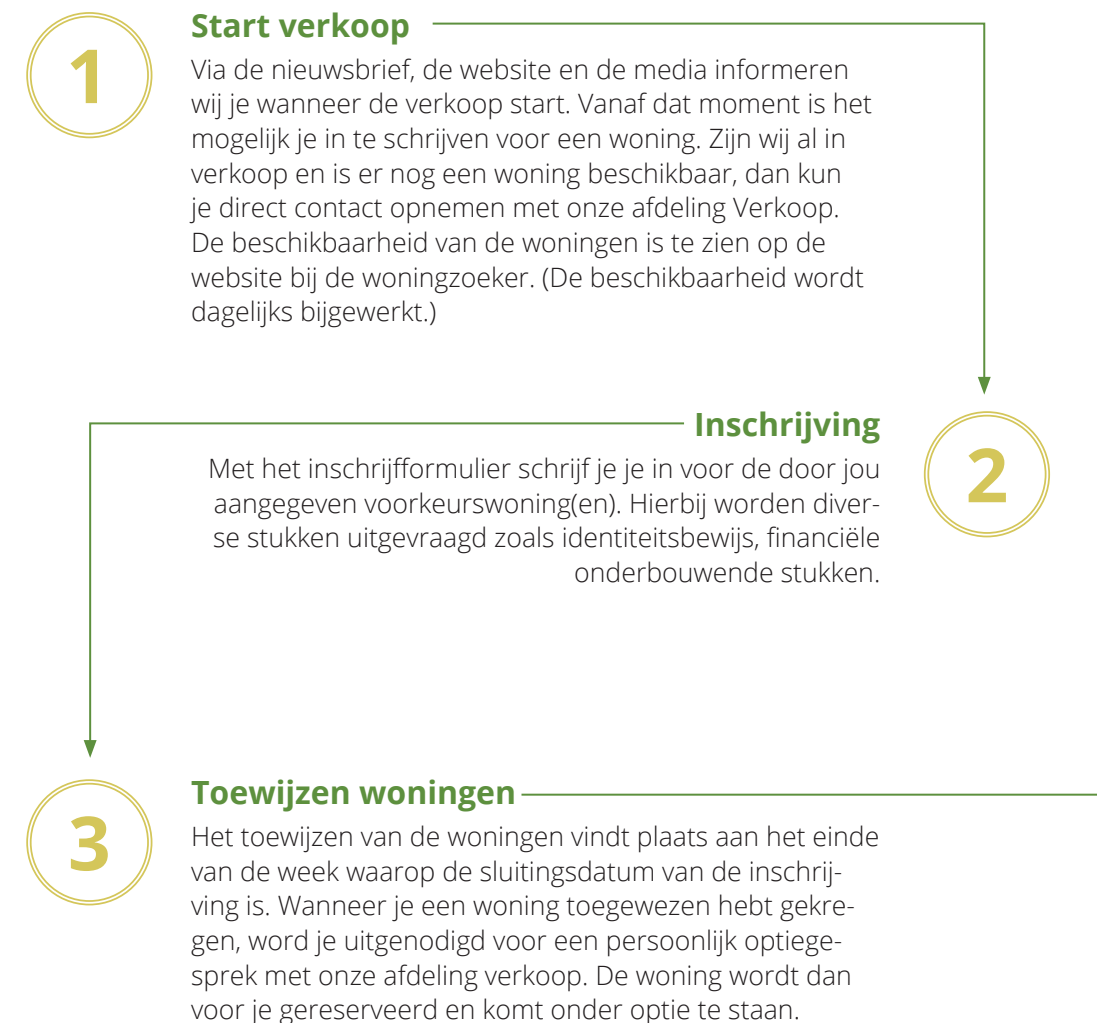 1
Start verkoop
Via de nieuwsbrief, de website en de media informeren
wij je wanneer de verkoop start. Vanaf dat moment is het
mogelijk je in te schrijven voor een woning. Zijn wij al in
verkoop en is er nog een woning beschikbaar, dan kun
je direct contact opnemen met onze afdeling Verkoop.
De beschikbaarheid van de woningen is te zien op de
website bij de woningzoeker. (De beschikbaarheid wordt
dagelijks bijgewerkt.)
Inschrijving
2
Met het inschrijfformulier schrijf je je in voor de door jou
aangegeven voorkeurswoning(en). Hierbij worden diver-
se stukken uitgevraagd zoals identiteitsbewijs, financiële
onderbouwende stukken.
3
Toewijzen woningen
Het toewijzen van de woningen vindt plaats aan het einde
van de week waarop de sluitingsdatum van de inschrij-
ving is. Wanneer je een woning toegewezen hebt gekre-
gen, word je uitgenodigd voor een persoonlijk optiege-
sprek met onze afdeling verkoop. De woning wordt dan
voor je gereserveerd en komt onder optie te staan.